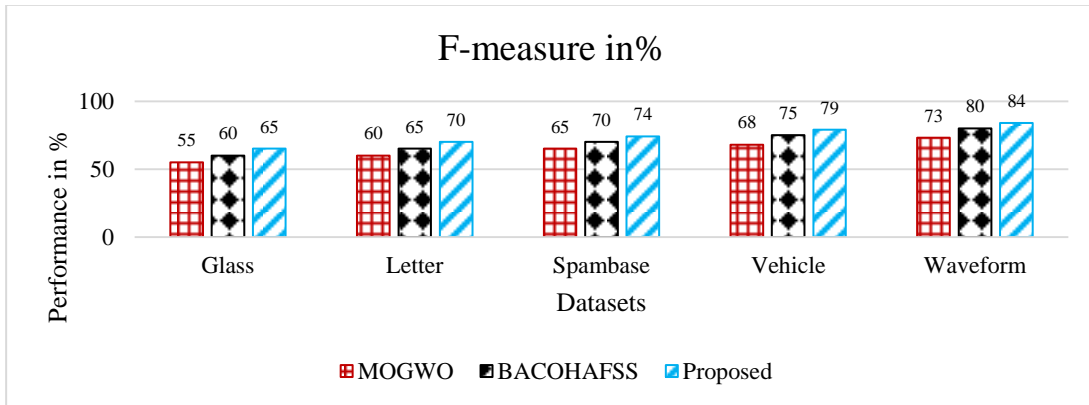 F-measure in%
Performance in %
100
50
0
55
60
65
60
65
70
65
70
74
68
75
79
73
80
84
Glass
Letter
Spambase
Vehicle
Waveform
Datasets
MOGWO
BACOHAFSS
Proposed